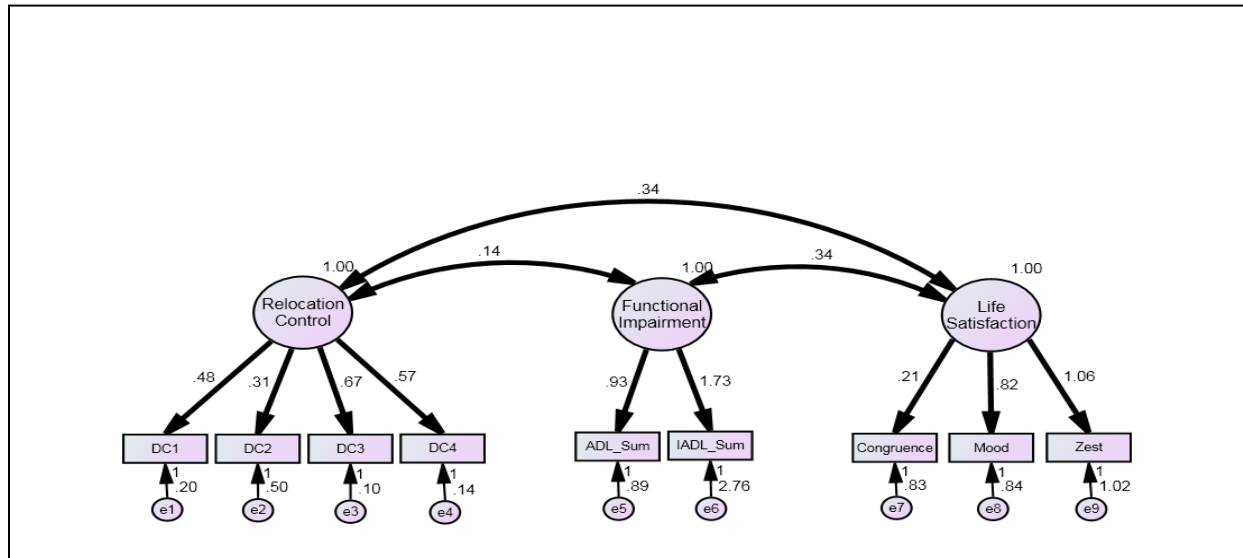 .34
.14
.34
1.00
1.00
1.00
Relocation
Control
Functional
Impairment
Life
Satisfaction
.48
.31
.67
.57
.93
1.73
.21
.82
1.06
DC1
DC2
DC3
DC4
ADL_Sum
IADL_Sum
Congruence
Mood
Zest
1
1
1
1
1
1
1
1
1
.20
.50
.10
.14
.89
2.76
.83
.84
1.02
e1
e2
e3
e4
e5
e6
e7
e8
e9